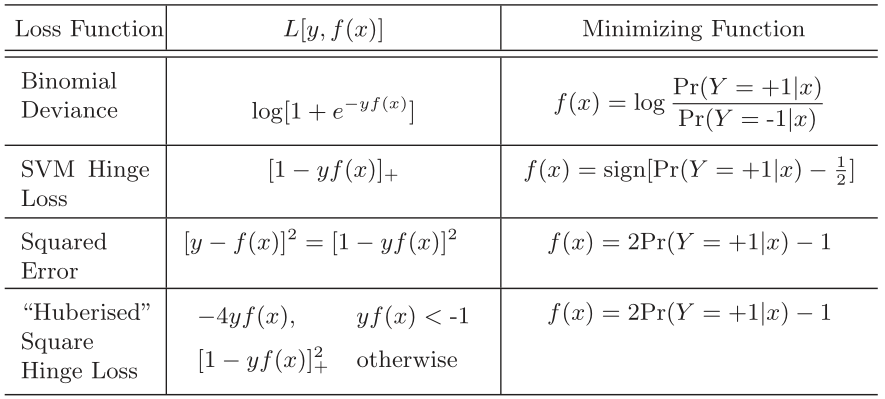 Loss Function L[y, f(x)] Minimizing Function
Binomial
Deviance log[1 + e^{−yf(x)}] f(x) = log \frac{Pr(Y = +1|x)}{Pr(Y = -1|x)}
SVM Hinge
Loss [1 − yf(x)]_+ f(x) = sign[Pr(Y = +1|x) − \frac{1}{2}]
Squared
Error [y − f(x)]^2 = [1 − yf(x)]^2 f(x) = 2Pr(Y = +1|x) − 1
“Huberised” −4yf(x), yf(x) < -1 f(x) = 2Pr(Y = +1|x) − 1
Square
Hinge Loss [1 − yf(x)]_+^2 otherwise